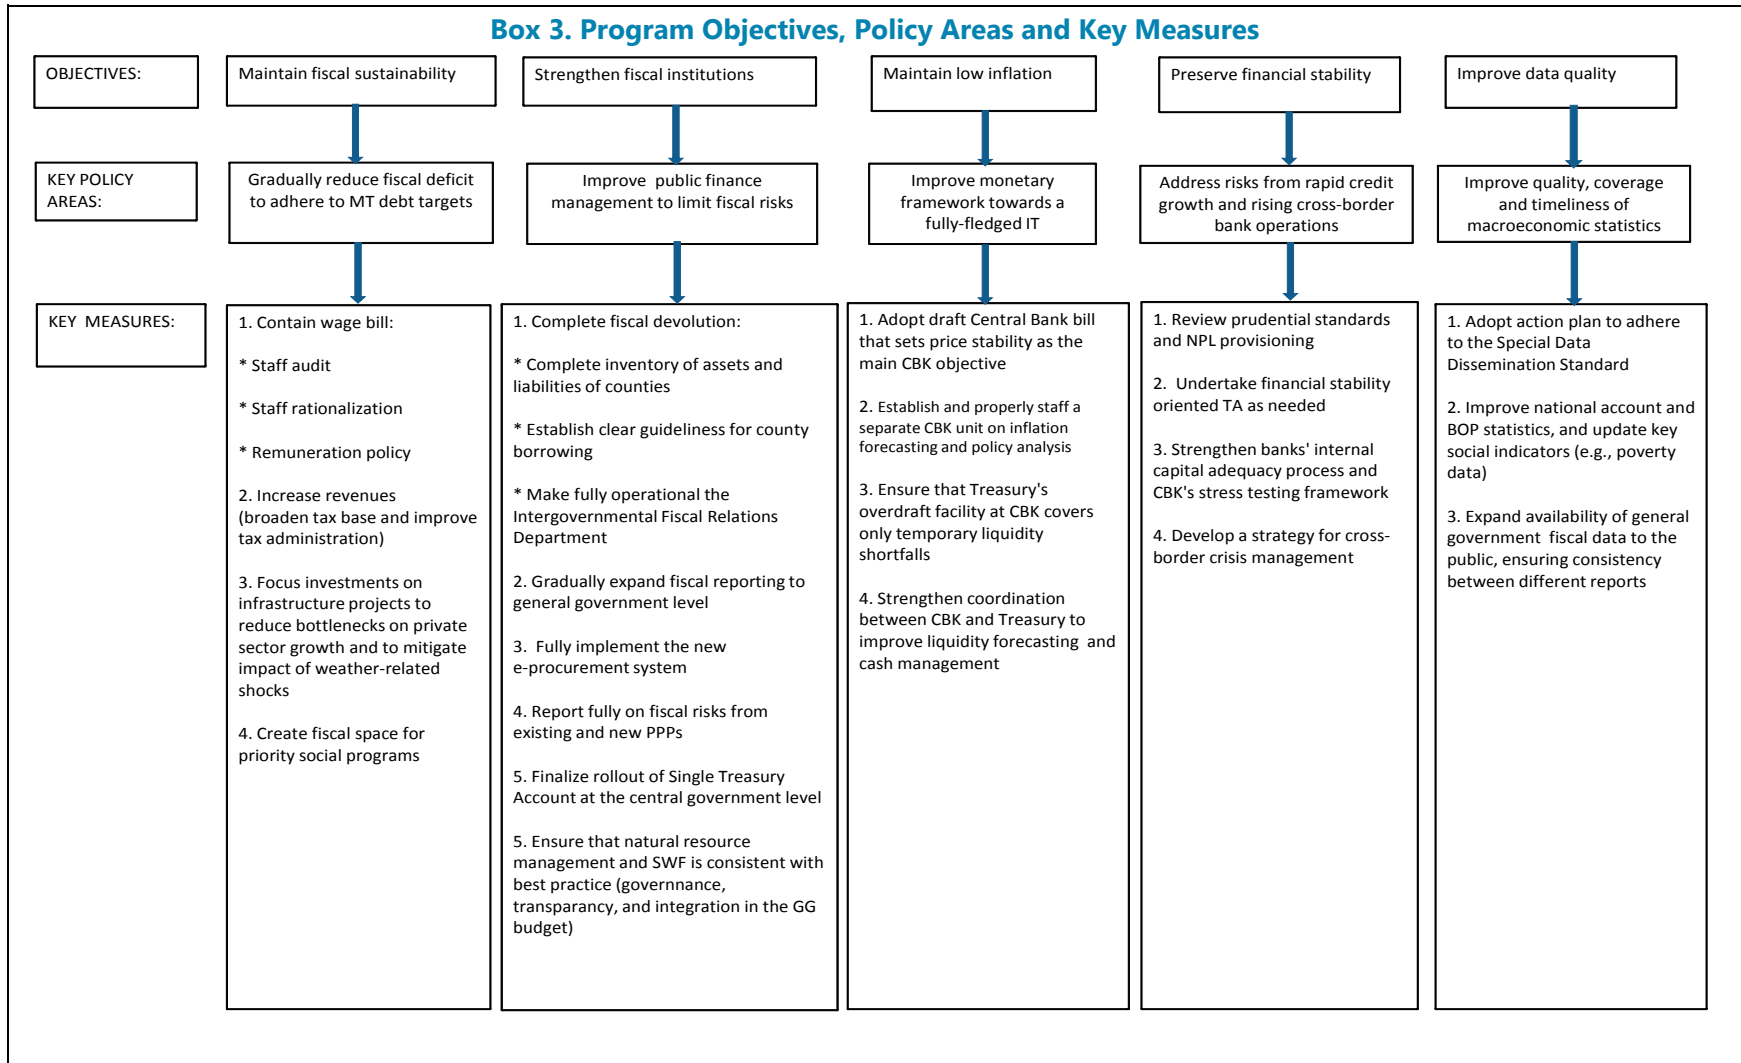 Box 3. Program Objectives, Policy Areas and Key Measures
OBJECTIVES:
Maintain fiscal sustainability
Strengthen fiscal institutions
Maintain low inflation
Preserve financial stability
Improve data quality
KEY POLICY
AREAS:
Gradually reduce fiscal deficit
to adhere to MT debt targets
Improve public finance
management to limit fiscal risks
Improve monetary
framework towards a
fully-fledged IT
Address risks from rapid credit
growth and rising cross-border
bank operations
Improve quality, coverage
and timeliness of
macroeconomic statistics
KEY MEASURES:
1. Contain wage bill:
* Staff audit
* Staff rationalization
* Remuneration policy
2. Increase revenues
(broaden tax base and improve
tax administration)
3. Focus investments on
infrastructure projects to
reduce bottlenecks on private
sector growth and to mitigate
impact of weather-related
shocks
4. Create fiscal space for
priority social programs
1. Complete fiscal devolution:
* Complete inventory of assets and
liabilities of counties
* Establish clear guideliness for county
borrowing
* Make fully operational the
Intergovernmental Fiscal Relations
Department
2. Gradually expand fiscal reporting to
general government level
3. Fully implement the new
e-procurement system
4. Report fully on fiscal risks from
existing and new PPPs
5. Finalize rollout of Single Treasury
Account at the central government level
5. Ensure that natural resource
management and SWF is consistent with
best practice (governnance,
transparancy, and integration in the GG
budget)
1. Adopt draft Central Bank bill
that sets price stability as the
main CBK objective
2. Establish and properly staff a
separate CBK unit on inflation
forecasting and policy analysis
3. Ensure that Treasury's
overdraft facility at CBK covers
only temporary liquidity
shortfalls
4. Strengthen coordination
between CBK and Treasury to
improve liquidity forecasting and
cash management
1. Review prudential standards
and NPL provisioning
2. Undertake financial stability
oriented TA as needed
3. Strengthen banks' internal
capital adequacy process and
CBK's stress testing framework
4. Develop a strategy for cross-
border crisis management
1. Adopt action plan to adhere
to the Special Data
Dissemination Standard
2. Improve national account and
BOP statistics, and update key
social indicators (e.g., poverty
data)
3. Expand availability of general
government fiscal data to the
public, ensuring consistency
between different reports